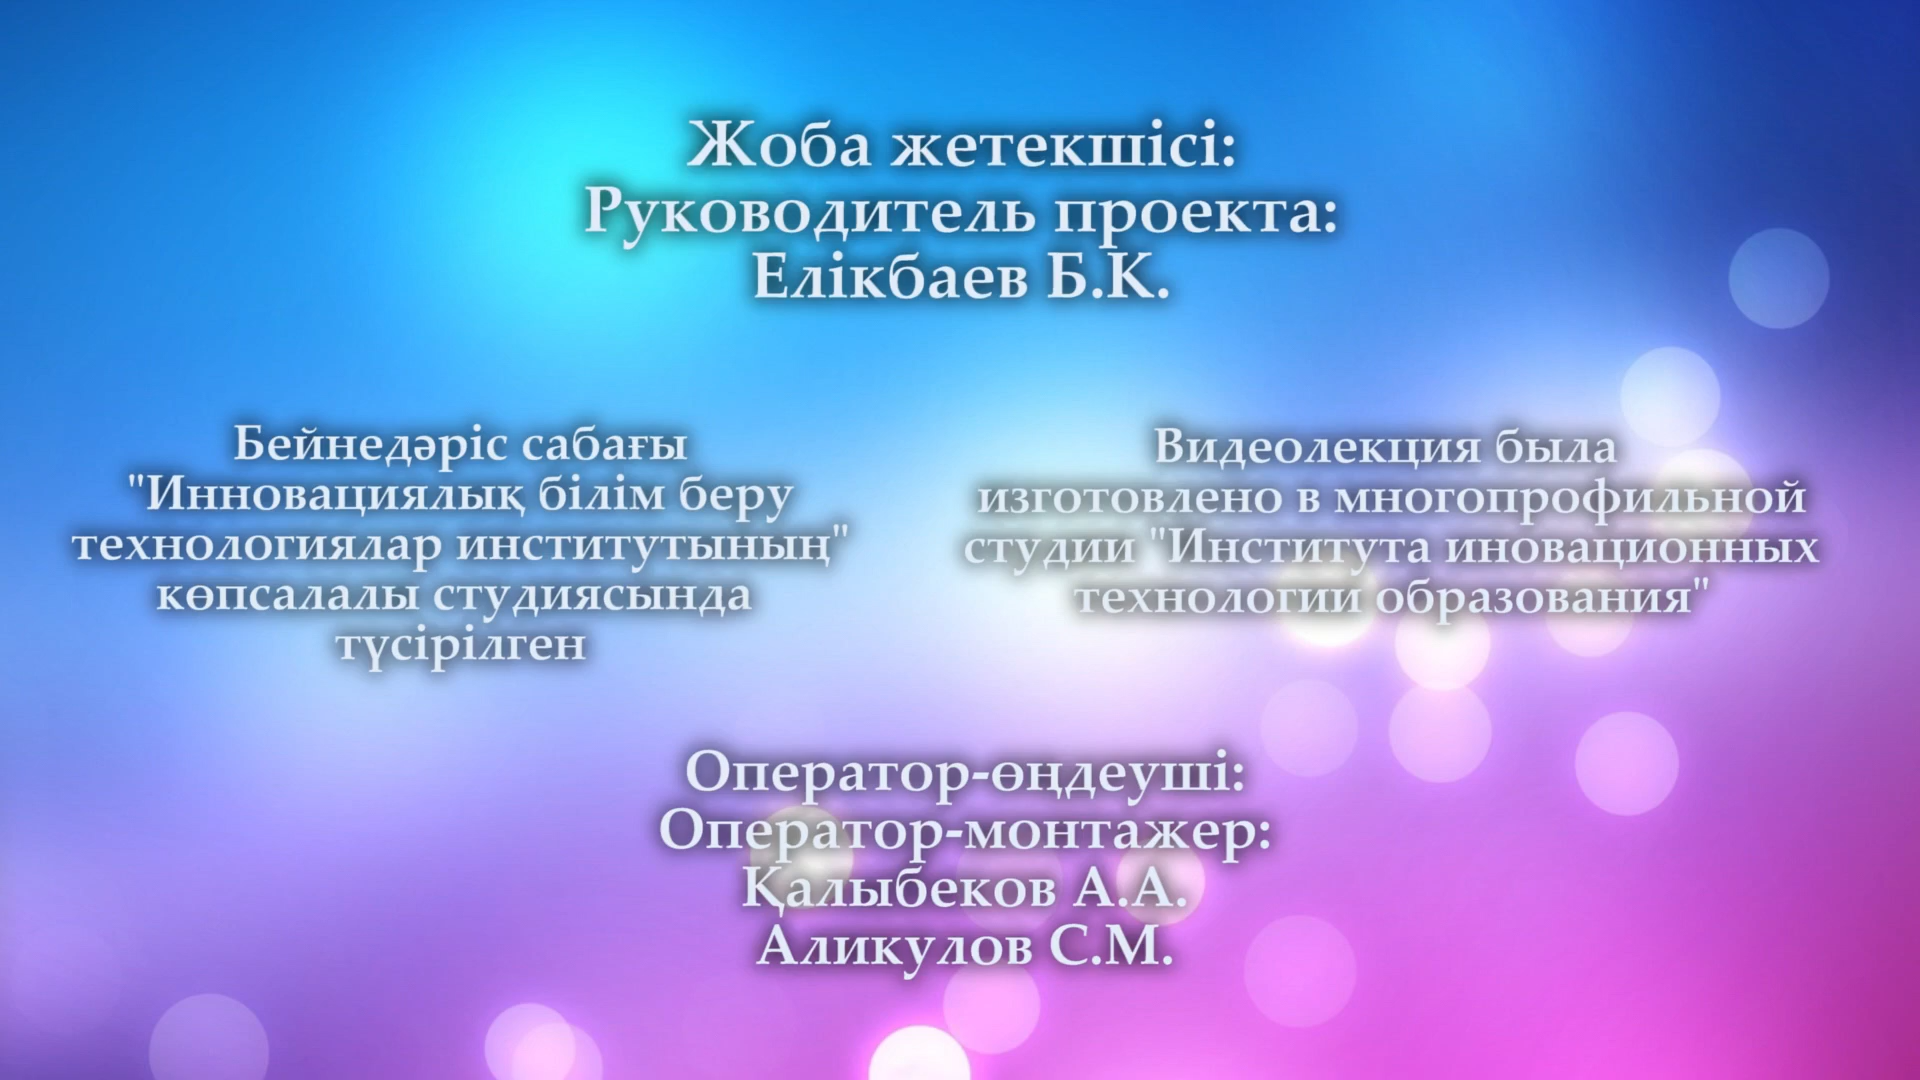 Жоба жетекшісі:
Руководитель проекта:
Елікбаев Б.К.
Бейнедәріс сабағы
"Инновациялық білім беру
технологиялар институтының"
көпсалалы студиясында
түсірілген
Видеолекция была
изготовлено в многопрофильной
студии "Института иновационных
технологии образования"
Оператор-өңдеуші:
Оператор-монтажер:
Қалыбеков А.А.
Аликулов С.М.